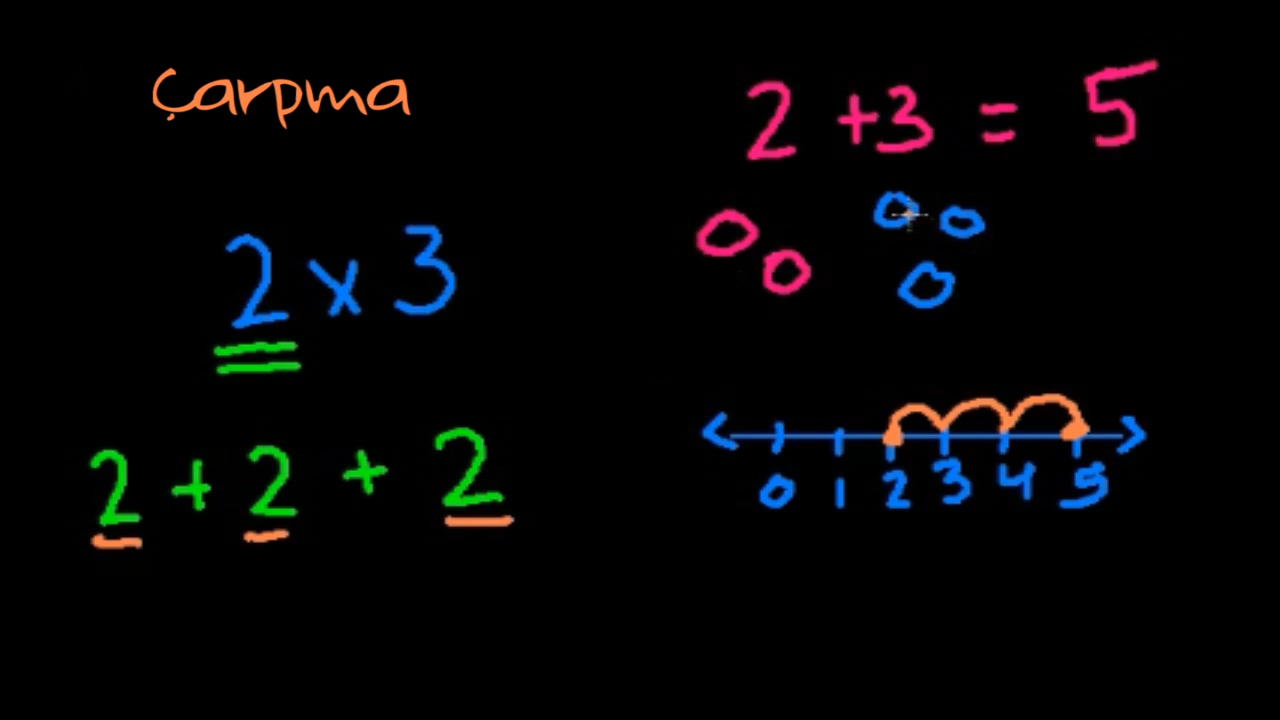 Çarpma
2 x 3
2 + 2 + 2
2 + 3 = 5
0 1 2 3 4 5